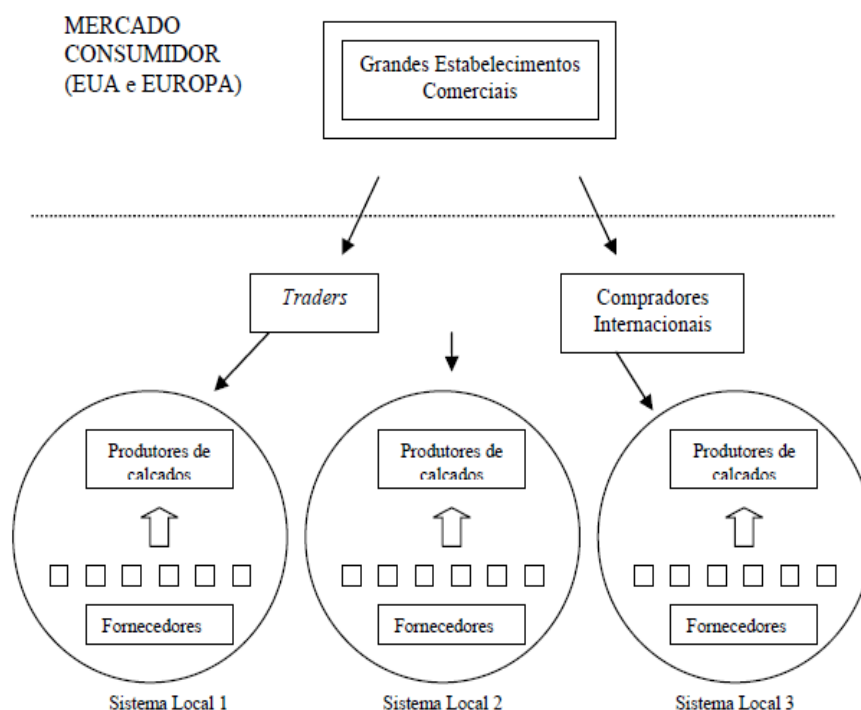 MERCADO
CONSUMIDOR
(EUA e EUROPA)
Grandes Estabelecimentos
Comerciais
Traders
Compradores
Internacionais
Produtores de
calcados
Produtores de
calcados
Produtores de
calcados
Fornecedores
Fornecedores
Fornecedores
Sistema Local 1
Sistema Local 2
Sistema Local 3